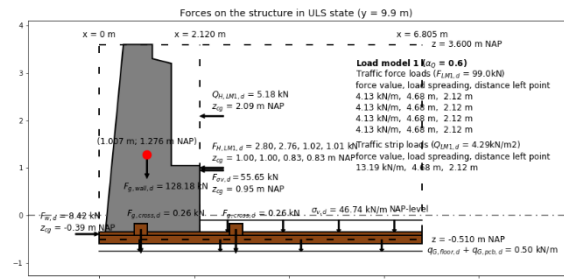 Forces on the structure in ULS state (y = 9.9 m)
x = 0 m
x = 2.120 m
x = 6.805 m
z = 3.600 m NAP
Load model 1 (α_Q = 0.6)
Traffic force loads (F_LM1,d = 99.0kN)
force value, load spreading, distance left point
4.13 kN/m, 4.68 m, 2.12 m
4.13 kN/m, 4.68 m, 2.12 m
4.13 kN/m, 4.68 m, 2.12 m
4.13 kN/m, 4.68 m, 2.12 m
Traffic strip loads (Q_LM1,d = 4.29kN/m2)
force value, load spreading, distance left point
13.19 kN/m, 4.68 m, 2.12 m
Q_H,LM1,d = 5.18 kN
z_cg = 2.09 m NAP
(1.007 m; 1.276 m NAP)
F_H,LM1,d = 2.80, 2.76, 1.02, 1.01 kN
z_cg = 1.00, 1.00, 0.83, 0.83 m NAP
F_σv,d = 55.65 kN
z_cg = 0.95 m NAP
F_g,wall,d = 128.18 kN
F_w,d = 8.42 kN
z_cg = -0.39 m NAP
F_g,cross,d = 0.26 kN
F_g,cross,d = 0.26 kN
σ_v,d = 46.74 kN/m
NAP-level
z = -0.510 m NAP
q_G,floor,d + q_G,pcb,d = 0.50 kN/m
4
3
2
1
0
−1